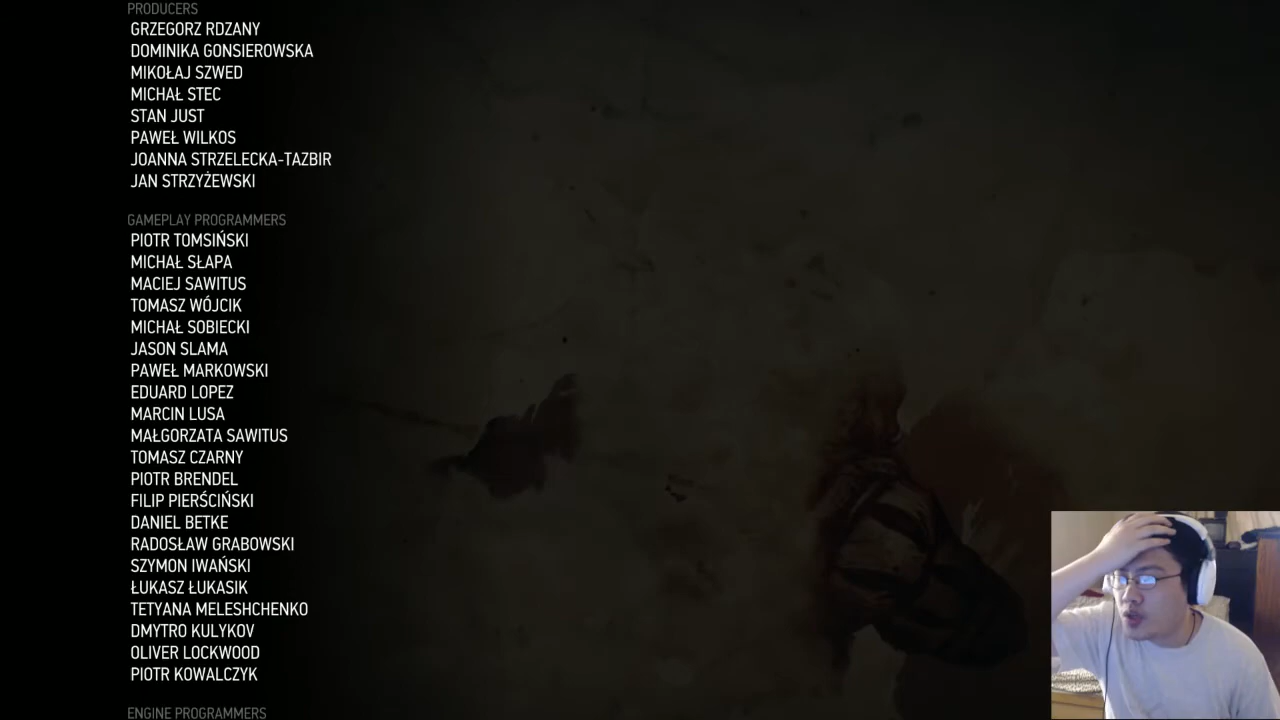 PRODUCERS
GRZEGORZ RDZANY
DOMINIKA GONSIEROWSKA
MIKOŁAJ SZWED
MICHAŁ STEC
STAN JUST
PAWEŁ WILKOS
JOANNA STRZELECKA-TAZBIR
JAN STRZYŻEWSKI
GAMEPLAY PROGRAMMERS
PIOTR TOMSIŃSKI
MICHAŁ SŁAPA
MACIEJ SAWITUS
TOMASZ WÓJCIK
MICHAŁ SOBIECKI
JASON SLAMA
PAWEŁ MARKOWSKI
EDUARD LOPEZ
MARCIN LUSA
MAŁGORZATA SAWITUS
TOMASZ CZARNY
PIOTR BRENDEL
FILIP PIERŚCIŃSKI
DANIEL BETKE
RADOSŁAW GRABOWSKI
SZYMON IWAŃSKI
ŁUKASZ ŁUKASIK
TETYANA MELESHCHENKO
DMYTRO KULYKOV
OLIVER LOCKWOOD
PIOTR KOWALCZYK
ENGINE PROGRAMMERS